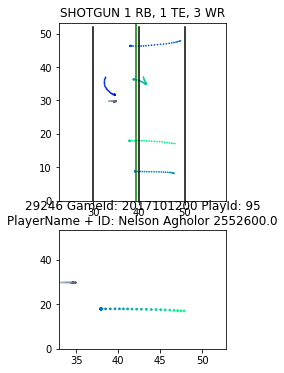 SHOTGUN 1 RB, 1 TE, 3 WR
50
40
30
20
10
0
30 40 50
29246 GameId: 2017101200 PlayId: 95
PlayerName + ID: Nelson Agholor 2552600.0
40
20
0
35 40 45 50